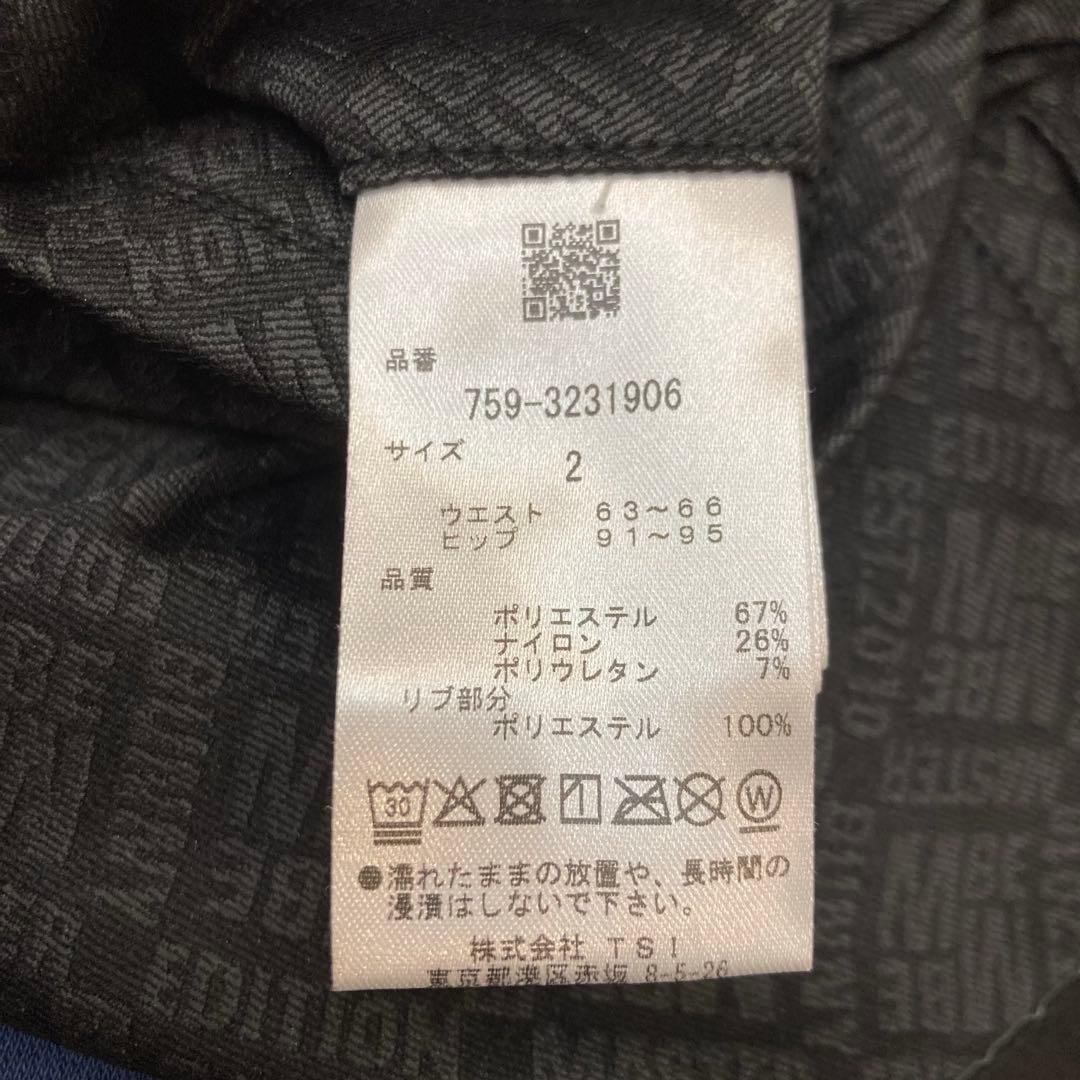 品番
759-3231906
サイズ 2
ウエスト 63～66
ヒップ 91～95
品質
ポリエステル 67%
ナイロン 26%
ポリウレタン 7%
リブ部分
ポリエステル 100%
30
W
●濡れたままの放置や、長時間の
浸漬はしないで下さい。
株式会社 TSI
東京都港区赤坂 8-5-26
EST.2010
EDITION